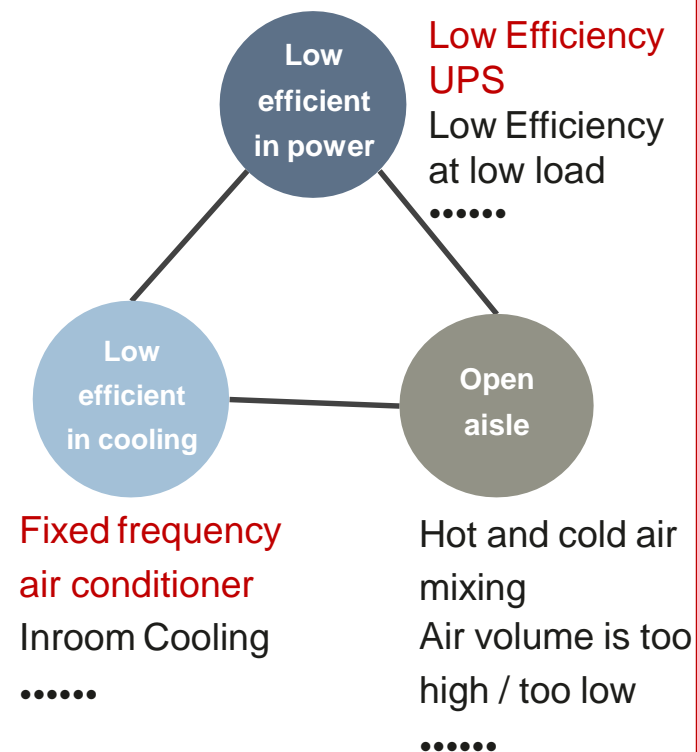 Low
efficient
in power
Low Efficiency
UPS
Low Efficiency
at low load
••••••
Low
efficient
in cooling
Open
aisle
Fixed frequency
air conditioner
Inroom Cooling
••••••
Hot and cold air
mixing
Air volume is too
high / too low
••••••